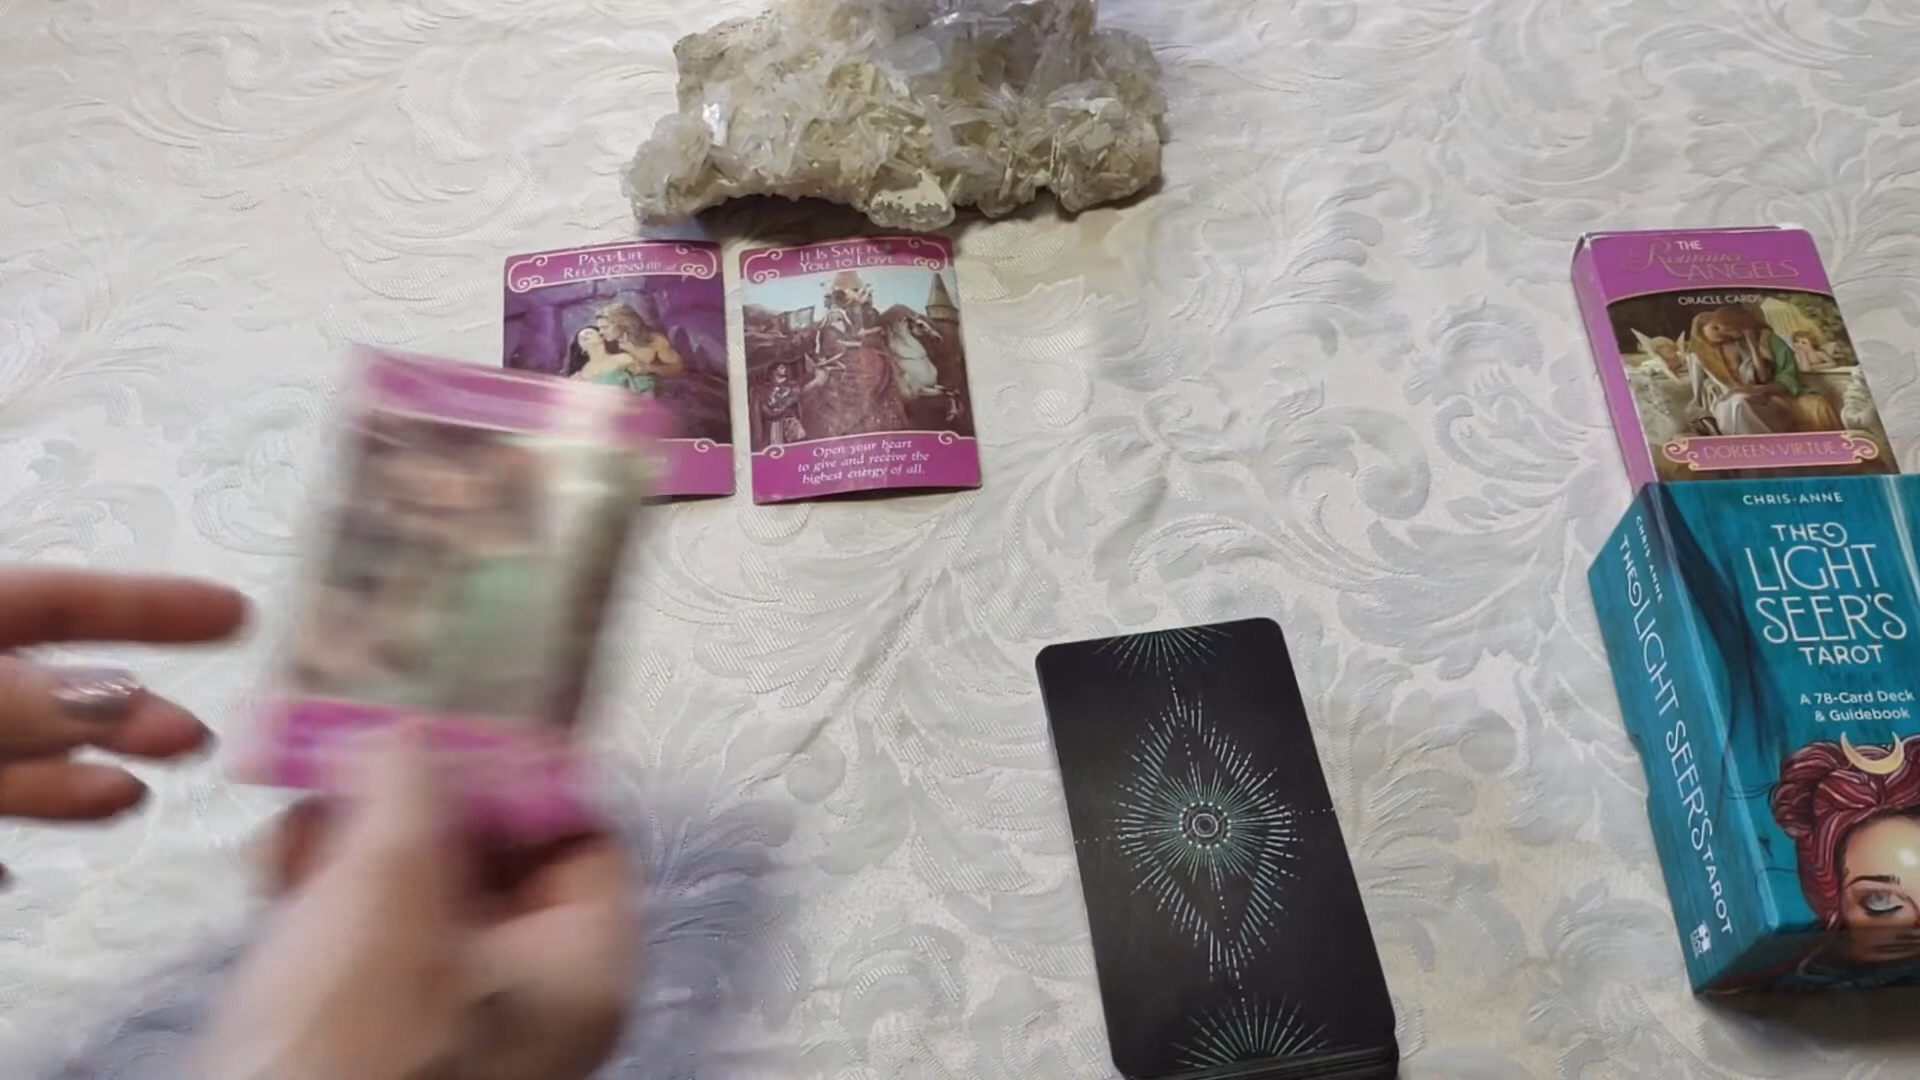 PAST-LIFE
RELATIONSHIP
IT IS SAFE FOR
YOU TO LOVE
Open your heart
to give and receive the
highest energy of all.
THE
Romance
ANGELS
ORACLE CARDS
DOREEN VIRTUE
CHRIS-ANNE
THE
LIGHT
SEER'S
TAROT
A 78-Card Deck
& Guidebook
CHRIS-ANNE
THE LIGHT SEER'S TAROT